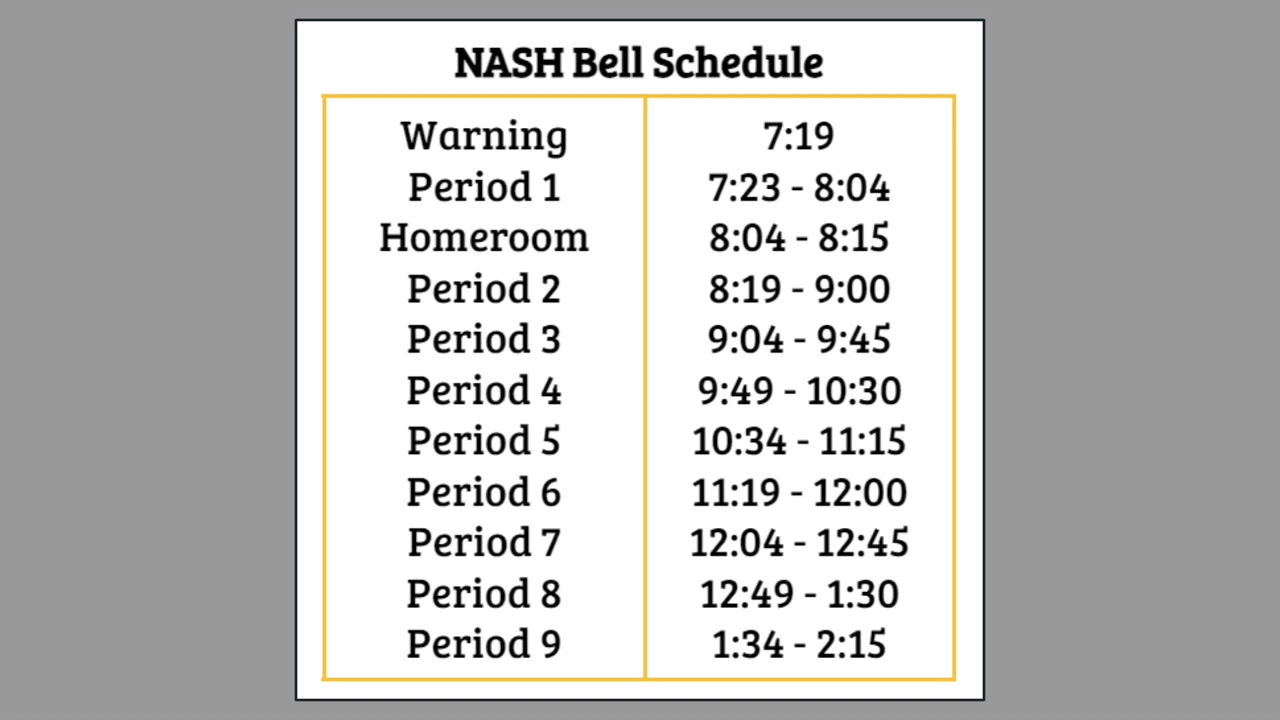 NASH Bell Schedule
Warning 7:19
Period 1 7:23 - 8:04
Homeroom 8:04 - 8:15
Period 2 8:19 - 9:00
Period 3 9:04 - 9:45
Period 4 9:49 - 10:30
Period 5 10:34 - 11:15
Period 6 11:19 - 12:00
Period 7 12:04 - 12:45
Period 8 12:49 - 1:30
Period 9 1:34 - 2:15